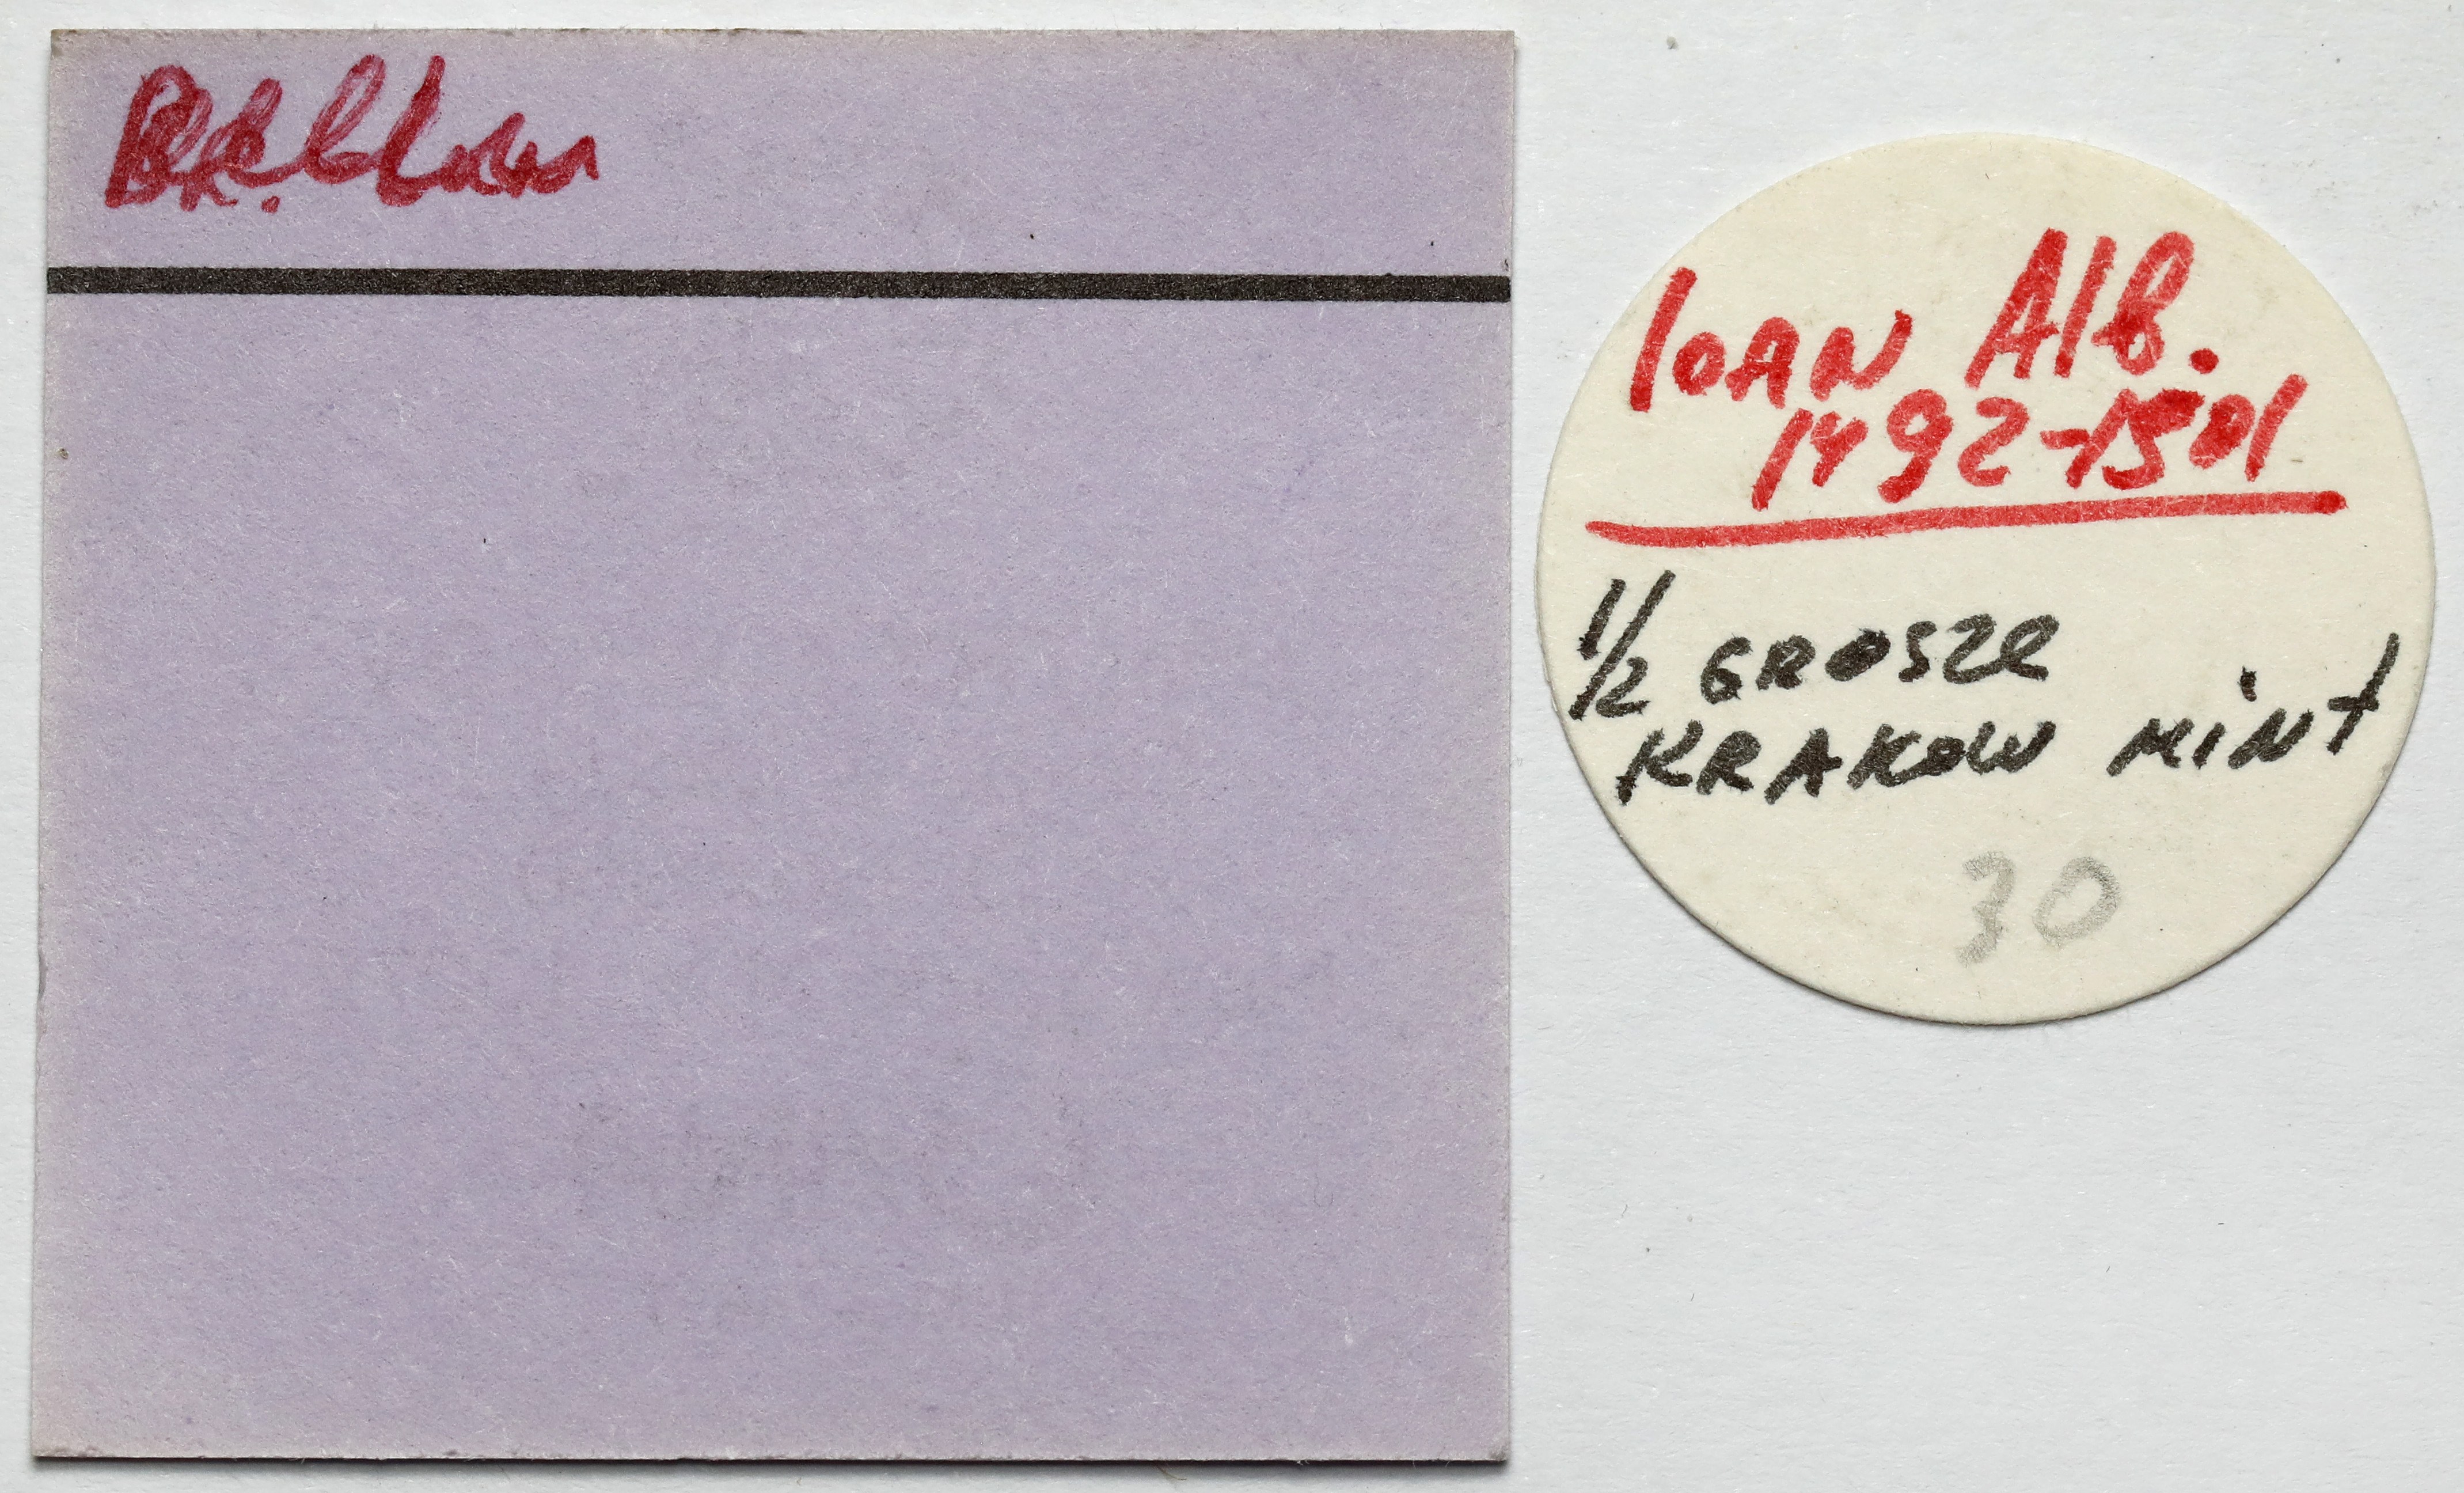 IOAN Alb.
1492-1501
1/2 GROSZE
KRAKOW MINT
30